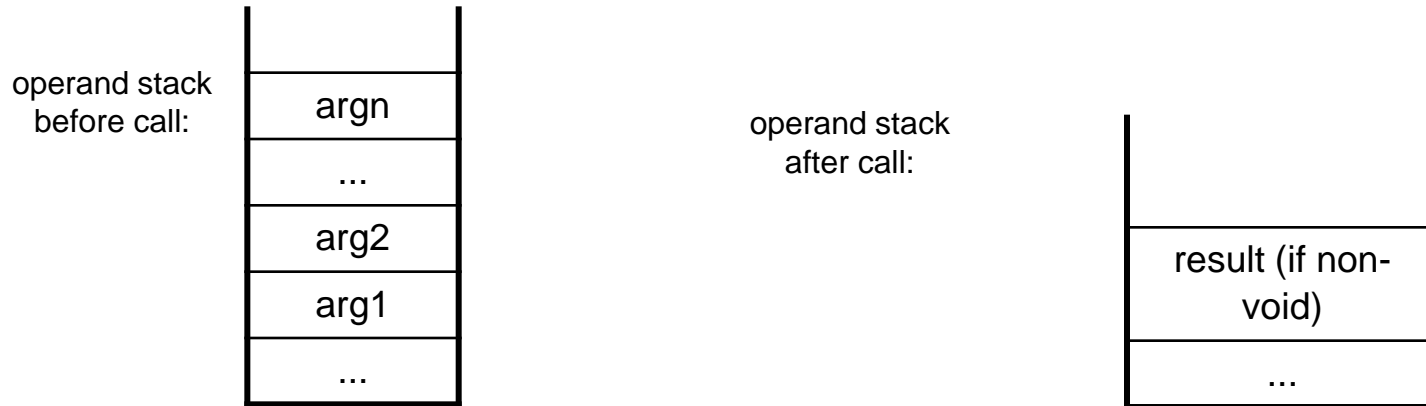 operand stack
before call:
argn
...
arg2
arg1
...
operand stack
after call:
result (if non-
void)
...